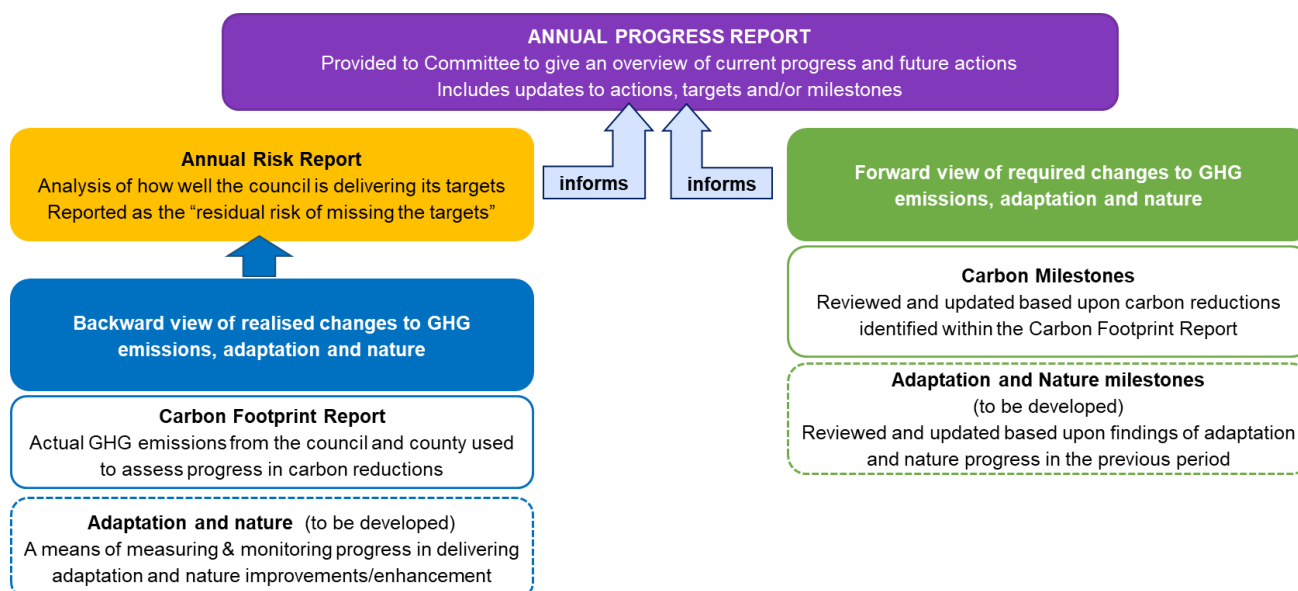 ANNUAL PROGRESS REPORT
Provided to Committee to give an overview of current progress and future actions
Includes updates to actions, targets and/or milestones
Annual Risk Report
Analysis of how well the council is delivering its targets
Reported as the “residual risk of missing the targets”
informs
informs
Forward view of required changes to GHG
emissions, adaptation and nature
Backward view of realised changes to GHG
emissions, adaptation and nature
Carbon Footprint Report
Actual GHG emissions from the council and county used
to assess progress in carbon reductions
Adaptation and nature (to be developed)
A means of measuring & monitoring progress in delivering
adaptation and nature improvements/enhancement
Carbon Milestones
Reviewed and updated based upon carbon reductions
identified within the Carbon Footprint Report
Adaptation and Nature milestones
(to be developed)
Reviewed and updated based upon findings of adaptation
and nature progress in the previous period